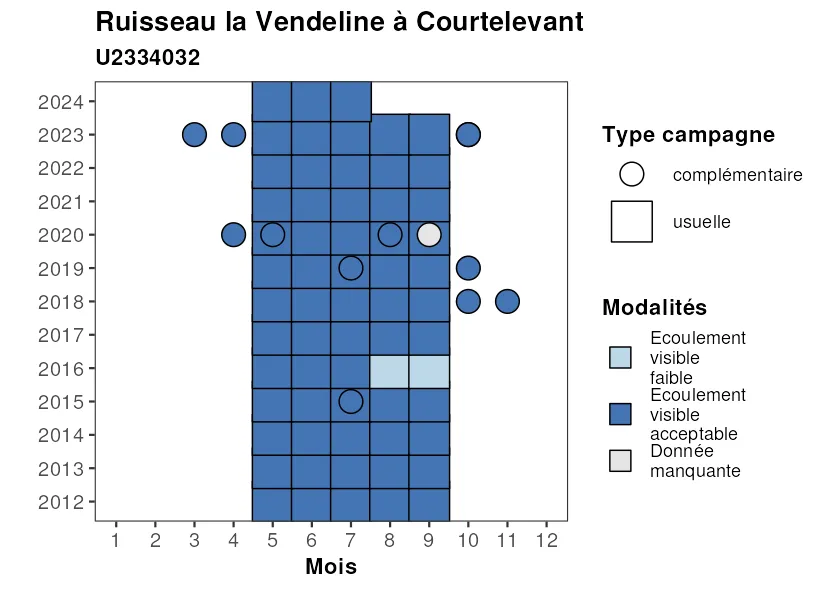 Ruisseau la Vendeline à Courtelevant
U2334032
2024
2023
2022
2021
2020
2019
2018
2017
2016
2015
2014
2013
2012
1 2 3 4 5 6 7 8 9 10 11 12
Mois
Type campagne
complémentaire
usuelle
Modalités
Ecoulement
visible
faible
Ecoulement
visible
acceptable
Donnée
manquante